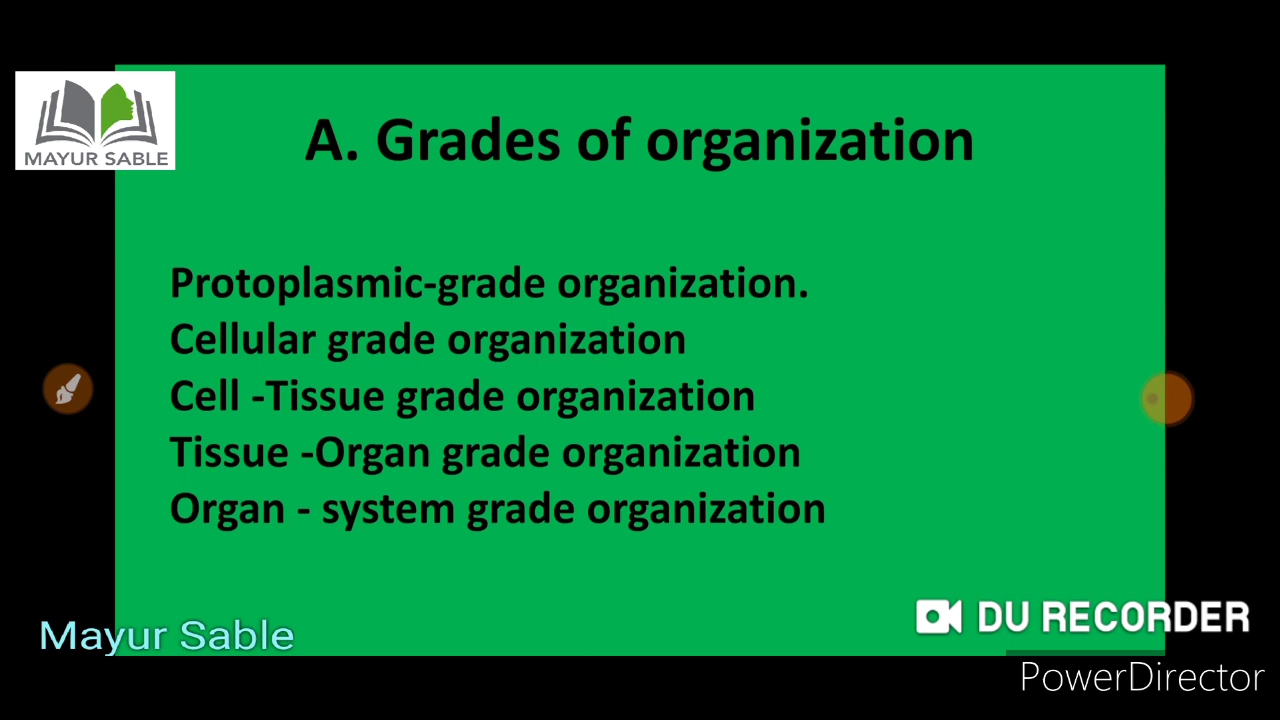 MAYUR SABLE
A. Grades of organization
Protoplasmic-grade organization.
Cellular grade organization
Cell -Tissue grade organization
Tissue -Organ grade organization
Organ - system grade organization
Mayur Sable
DU RECORDER
PowerDirector